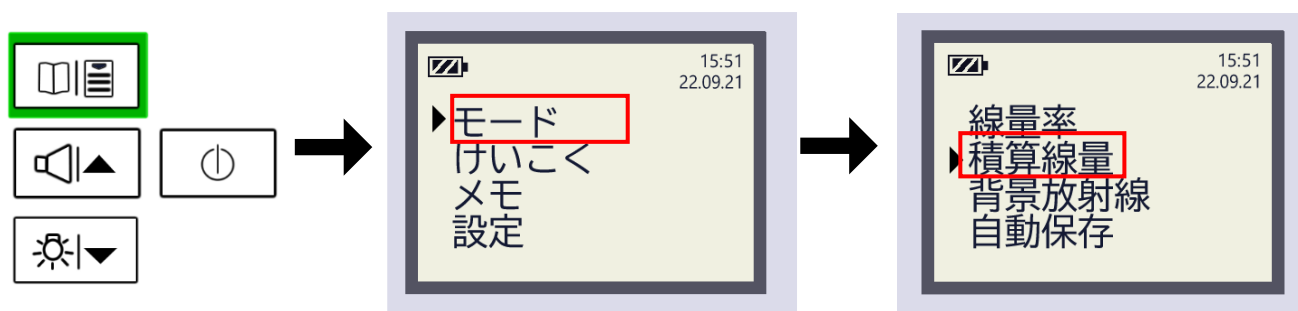 15:51
22.09.21
モード
けいこく
メモ
設定
15:51
22.09.21
線量率
積算線量
背景放射線
自動保存